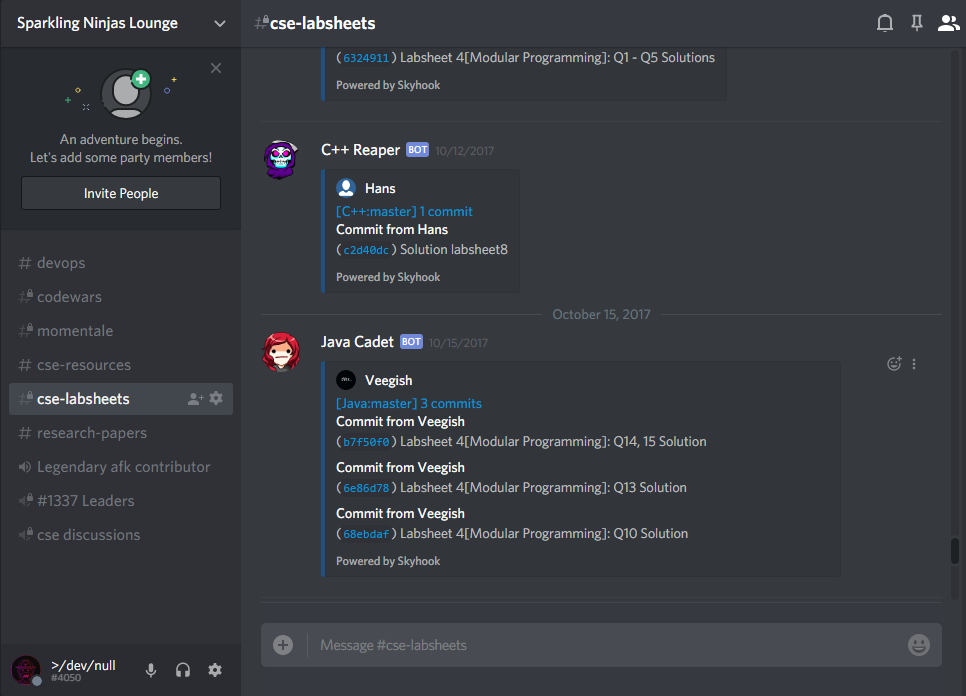 Sparkling Ninjas Lounge
An adventure begins.
Let's add some party members!
Invite People
# devops
# codewars
# momentale
# cse-resources
# cse-labsheets
# research-papers
Legendary afk contributor
#1337 Leaders
cse discussions
>/dev/null
#4050
#cse-labsheets
(6324911) Labsheet 4[Modular Programming]: Q1 - Q5 Solutions
Powered by Skyhook
C++ Reaper BOT 10/12/2017
Hans
[C++:master] 1 commit
Commit from Hans
(c2d40dc) Solution labsheet8
Powered by Skyhook
October 15, 2017
Java Cadet BOT 10/15/2017
Veegish
[Java:master] 3 commits
Commit from Veegish
(b7f50f0) Labsheet 4[Modular Programming]: Q14, 15 Solution
Commit from Veegish
(6e86d78) Labsheet 4[Modular Programming]: Q13 Solution
Commit from Veegish
(68ebdaf) Labsheet 4[Modular Programming]: Q10 Solution
Powered by Skyhook
Message #cse-labsheets